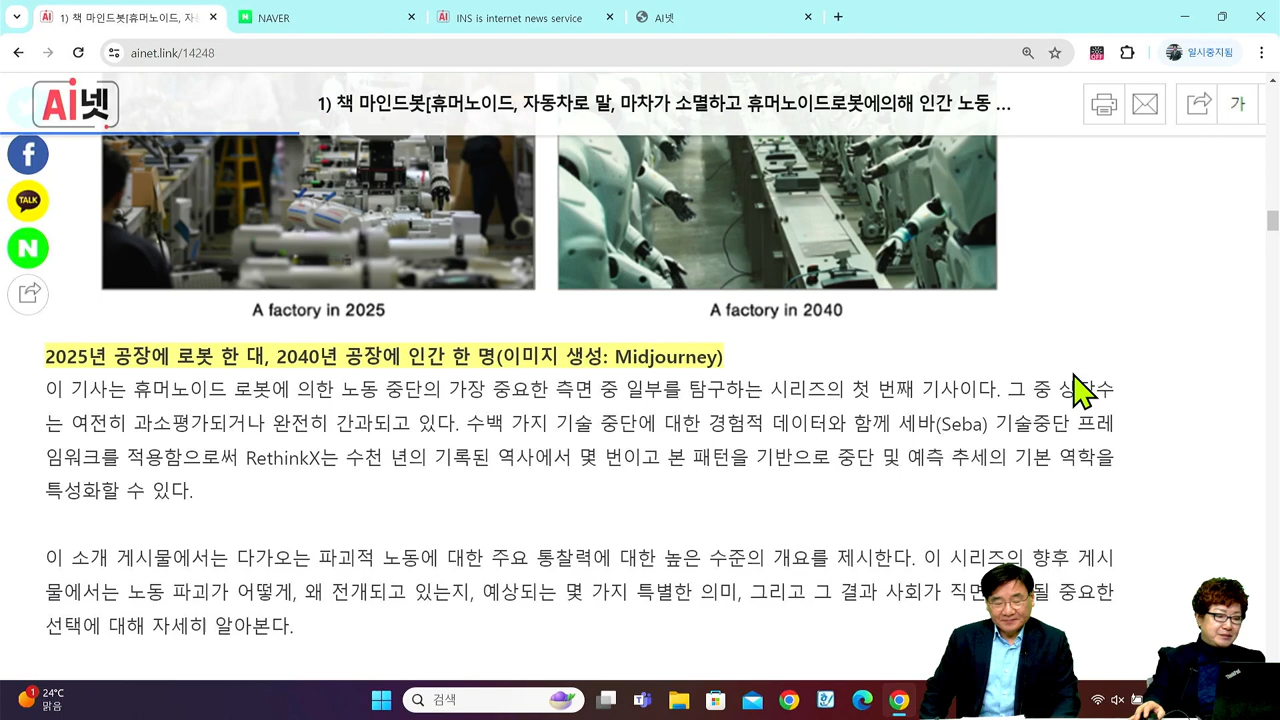 1) 책 마인드봇[휴머노이드, 자
NAVER
INS is internet news service
AI넷
ainet.link/14248
OFF
일시중지됨
Ai넷
1) 책 마인드봇[휴머노이드, 자동차로 말, 마차가 소멸하고 휴머노이드로봇에의해 인간 노동 ...
가
TALK
N
A factory in 2025
A factory in 2040
2025년 공장에 로봇 한 대, 2040년 공장에 인간 한 명(이미지 생성: Midjourney)
이 기사는 휴머노이드 로봇에 의한 노동 중단의 가장 중요한 측면 중 일부를 탐구하는 시리즈의 첫 번째 기사이다. 그 중 상당수
는 여전히 과소평가되거나 완전히 간과되고 있다. 수백 가지 기술 중단에 대한 경험적 데이터와 함께 세바(Seba) 기술중단 프레
임워크를 적용함으로써 RethinkX는 수천 년의 기록된 역사에서 몇 번이고 본 패턴을 기반으로 중단 및 예측 추세의 기본 역학을
특성화할 수 있다.
이 소개 게시물에서는 다가오는 파괴적 노동에 대한 주요 통찰력에 대한 높은 수준의 개요를 제시한다. 이 시리즈의 향후 게시
물에서는 노동 파괴가 어떻게, 왜 전개되고 있는지, 예상되는 몇 가지 특별한 의미, 그리고 그 결과 사회가 직면 될 중요한
선택에 대해 자세히 알아본다.
1
24℃
맑음
검색
ThinkPad